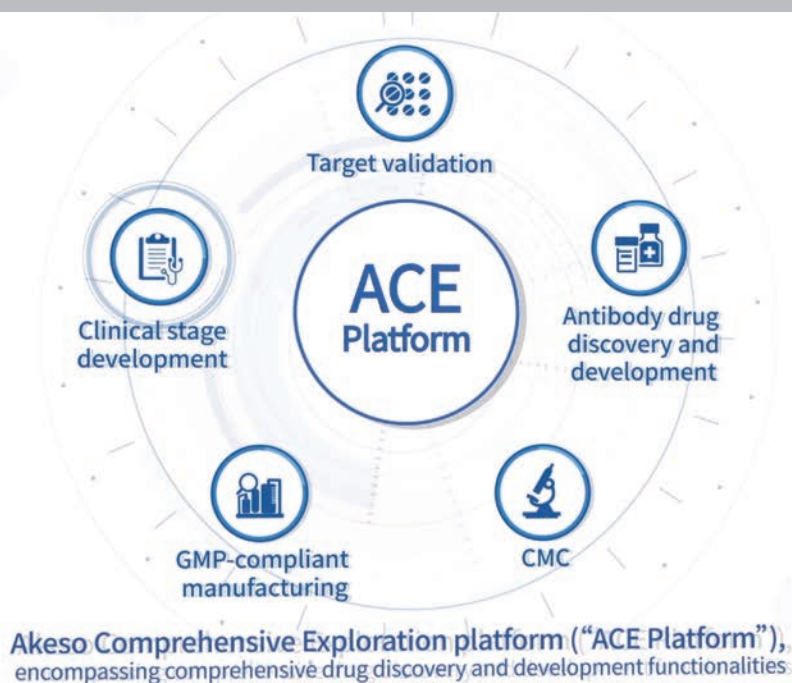 Target validation
ACE
Platform
Clinical stage
development
Antibody drug
discovery and
development
GMP-compliant
manufacturing
CMC
Akeso Comprehensive Exploration platform (“ACE Platform”),
encompassing comprehensive drug discovery and development functionalities